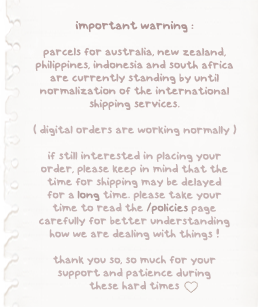 important warning :
parcels for australia, new zealand,
philippines, indonesia and south africa
are currently standing by until
normalization of the international
shipping services.
( digital orders are working normally )
if still interested in placing your
order, please keep in mind that the
time for shipping may be delayed
for a long time. please take your
time to read the /policies page
carefully for better understanding
how we are dealing with things !
thank you so, so much for your
support and patience during
these hard times ♡